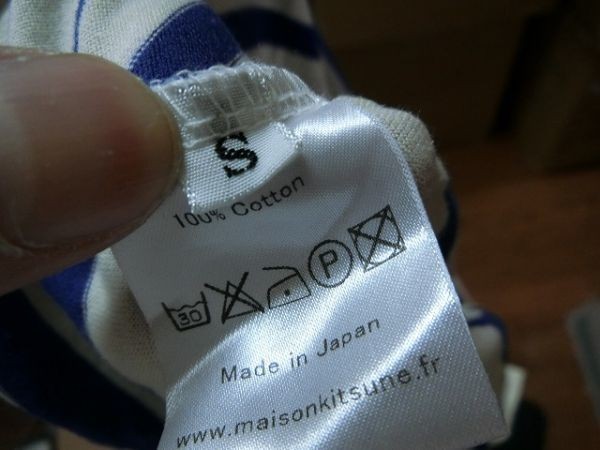 S
100% Cotton
30 P
Made in Japan
www.maisonkitsune.fr